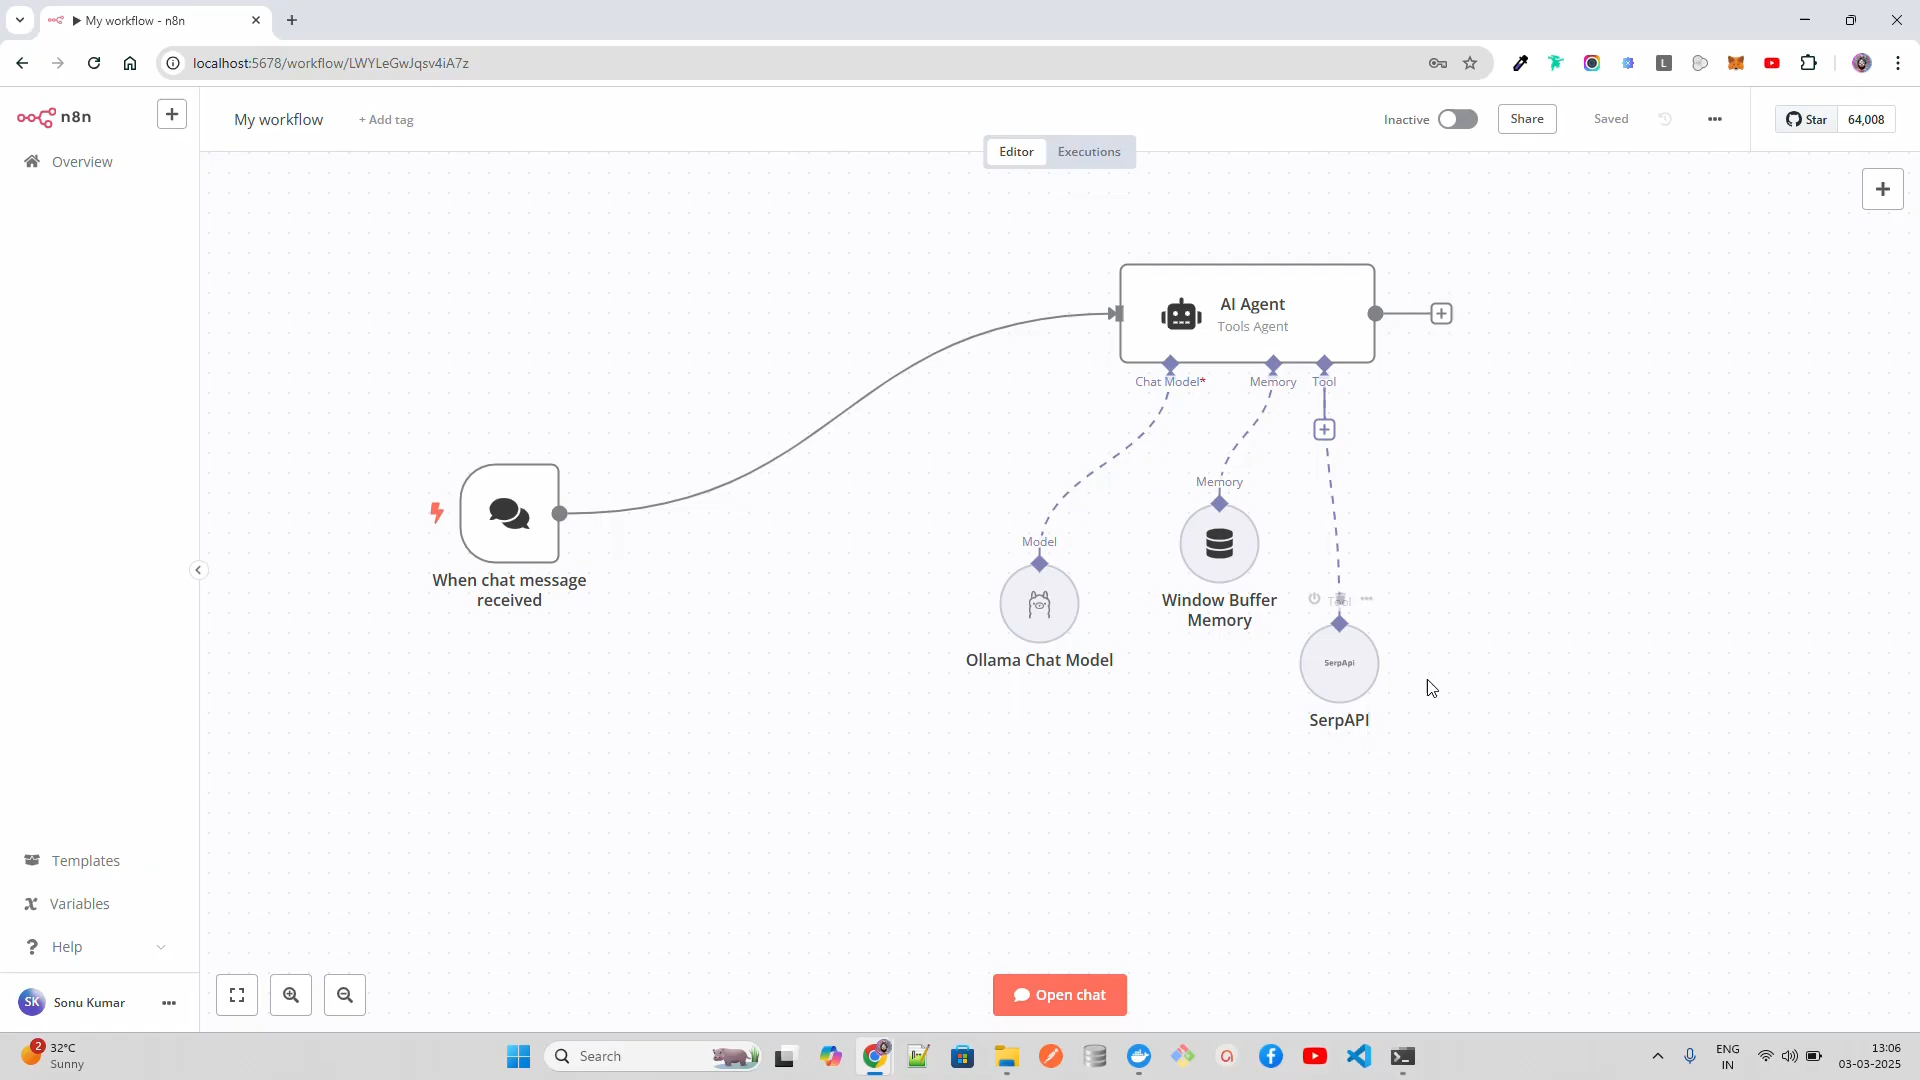 My workflow - n8n
localhost:5678/workflow/LWYLeGwJqsv4iA7z
n8n
My workflow
+ Add tag
Inactive
Share
Saved
Star
64,008
Editor
Executions
Overview
AI Agent
Tools Agent
Chat Model*
Memory
Tool
Memory
Model
When chat message
received
Window Buffer
Memory
Tool
Ollama Chat Model
SerpApi
SerpAPI
Templates
Variables
Help
SK
Sonu Kumar
Open chat
2
32°C
Sunny
Search
ENG
IN
13:06
03-03-2025